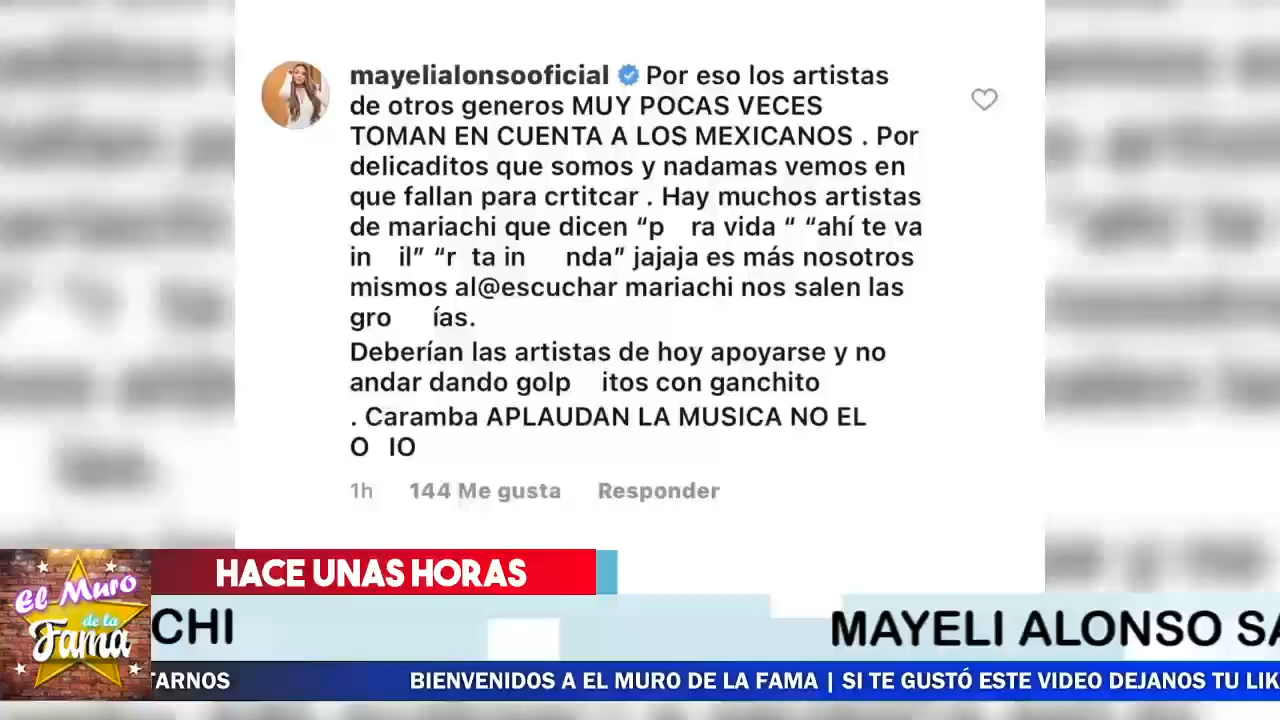 mayelialonsooficial Por eso los artistas
de otros generos MUY POCAS VECES
TOMAN EN CUENTA A LOS MEXICANOS . Por
delicaditos que somos y nadamas vemos en
que fallan para crtitcar . Hay muchos artistas
de mariachi que dicen “p ra vida “ “ahí te va
in il” “r ta in nda” jajaja es más nosotros
mismos al@escuchar mariachi nos salen las
gro ías.
Deberían las artistas de hoy apoyarse y no
andar dando golp itos con ganchito
. Caramba APLAUDAN LA MUSICA NO EL
O IO
1h 144 Me gusta Responder
HACE UNAS HORAS
El Muro
de la
Fama
CHI MAYELI ALONSO SA
TARNOS BIENVENIDOS A EL MURO DE LA FAMA | SI TE GUSTÓ ESTE VIDEO DEJANOS TU LIK